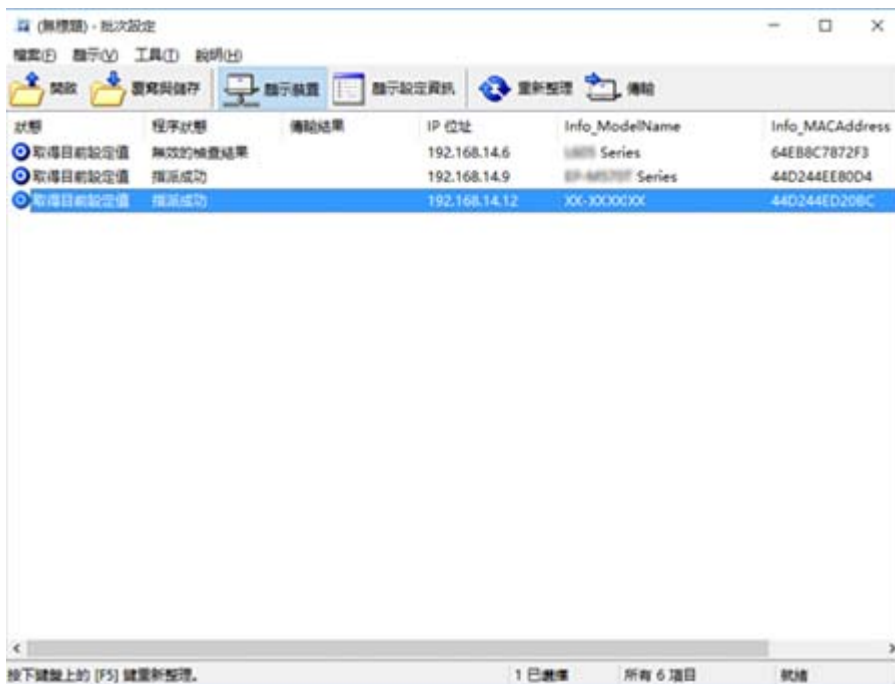 (無標題) - 批次設定
檔案(F) 顯示(V) 工具(T) 說明(H)
開啟 覆寫與儲存 顯示裝置 顯示設定資訊 重新整理 傳輸
狀態 程序狀態 傳輸結果 IP 位址 Info_ModelName Info_MACAddress
取得目前設定值 無效的檢查結果 192.168.14.6 Series 64EB8C7872F3
取得目前設定值 指派成功 192.168.14.9 Series 44D244EE80D4
取得目前設定值 指派成功 192.168.14.12 XX-XXXXXX 44D244ED20BC
按下鍵盤上的 [F5] 鍵重新整理。 1 已選擇 所有 6 項目 就緒